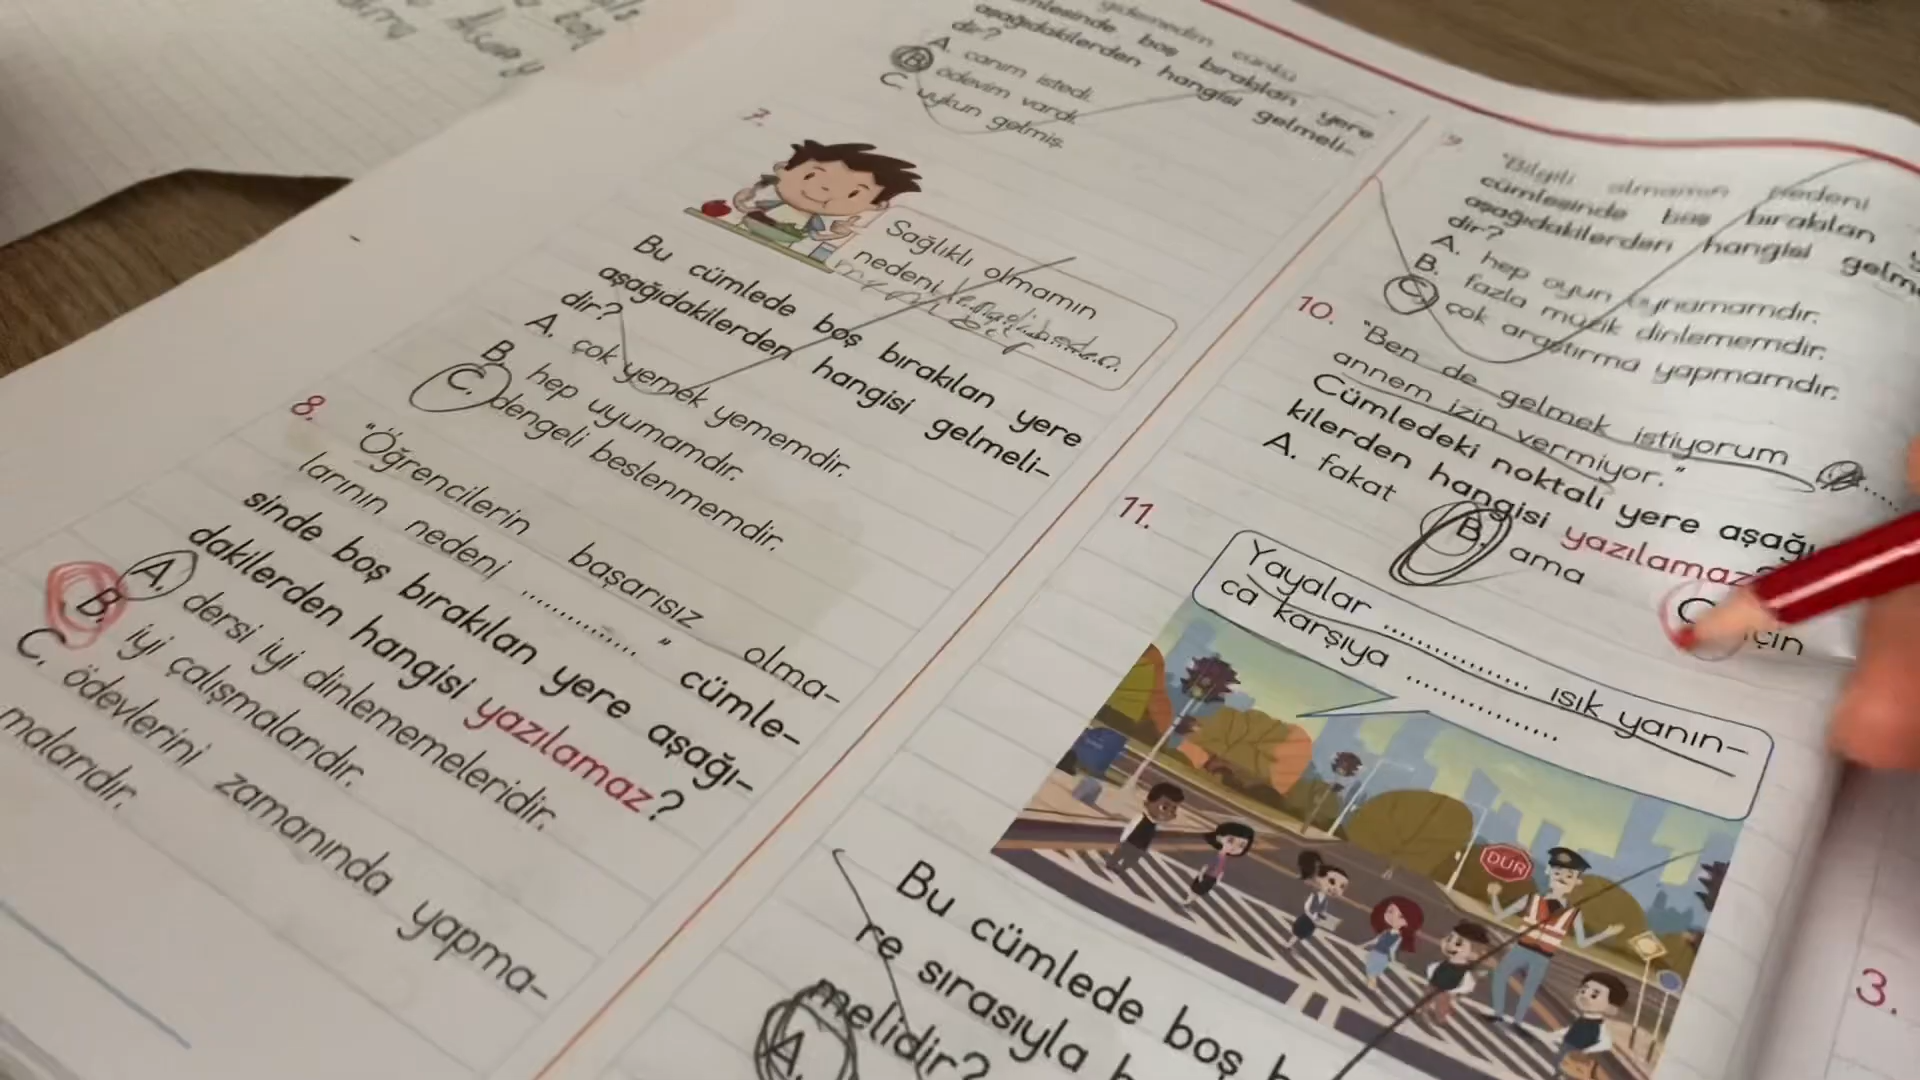 cümlesinde boş bırakılan yere
aşağıdakilerden hangisi gelmeli-
dir?
A. canım istedi.
B. ödevim vardı.
C. uykun gelmiş.
7.
Sağlıklı olmamın
nedeni
Bu cümlede boş bırakılan yere
aşağıdakilerden hangisi gelmeli-
dir?
A. çok yemek yememdir.
B. hep uyumamdır.
C. dengeli beslenmemdir.
8.
"Öğrencilerin başarısız olma-
larının nedeni .............." cümle-
sinde boş bırakılan yere aşağı-
dakilerden hangisi yazılamaz?
A. dersi iyi dinlememeleridir.
B. iyi çalışmalarıdır.
C. ödevlerini zamanında yapma-
malarıdır.
9
"Bilgili olmamın nedeni
cümlesinde boş bırakılan
aşağıdakilerden hangisi
dir?
A. hep oyun oynamamdır.
B. fazla müzik dinlememdir.
C. çok araştırma yapmamdır.
10. "Ben de gelmek istiyorum
annem izin vermiyor."
Cümledeki noktalı yere aşağı
kilerden hangisi yazılamaz?
A. fakat
B. ama
C. için
11.
Yayalar ................ ışık yanın-
ca karşıya ................
DUR
Bu cümlede boş
re sırasıyla
melidir?
A.
3.